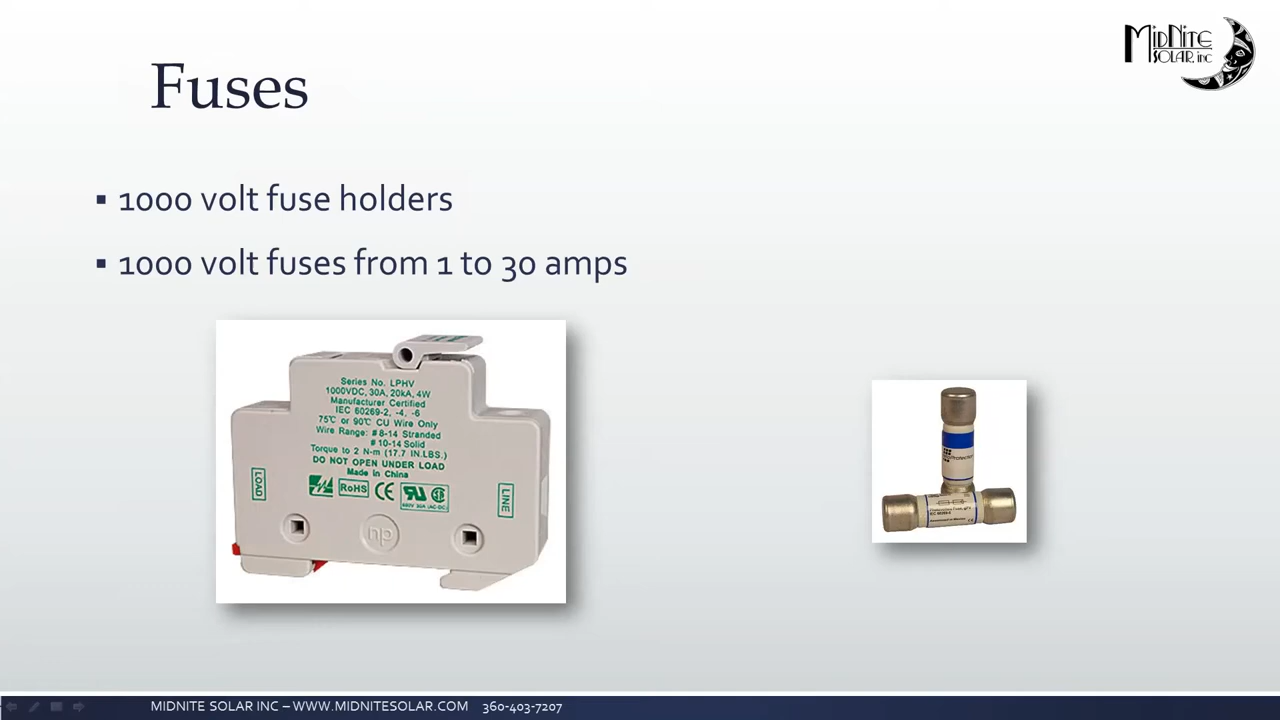 MIDNITE
SOLAR, INC
Fuses
▪ 1000 volt fuse holders
▪ 1000 volt fuses from 1 to 30 amps
Series No. LPHV
1000VDC, 30A, 20kA, 4W
Manufacturer Certified
IEC 60269-2, -4, -6
75°C or 90°C CU Wire Only
Wire Range: #8-14 Stranded
#10-14 Solid
Torque to 2 N-m (17.7 IN.LBS.)
DO NOT OPEN UNDER LOAD
Made in China
RoHS CE
LOAD
LINE
np
MIDNITE SOLAR INC – WWW.MIDNITESOLAR.COM 360-403-7207